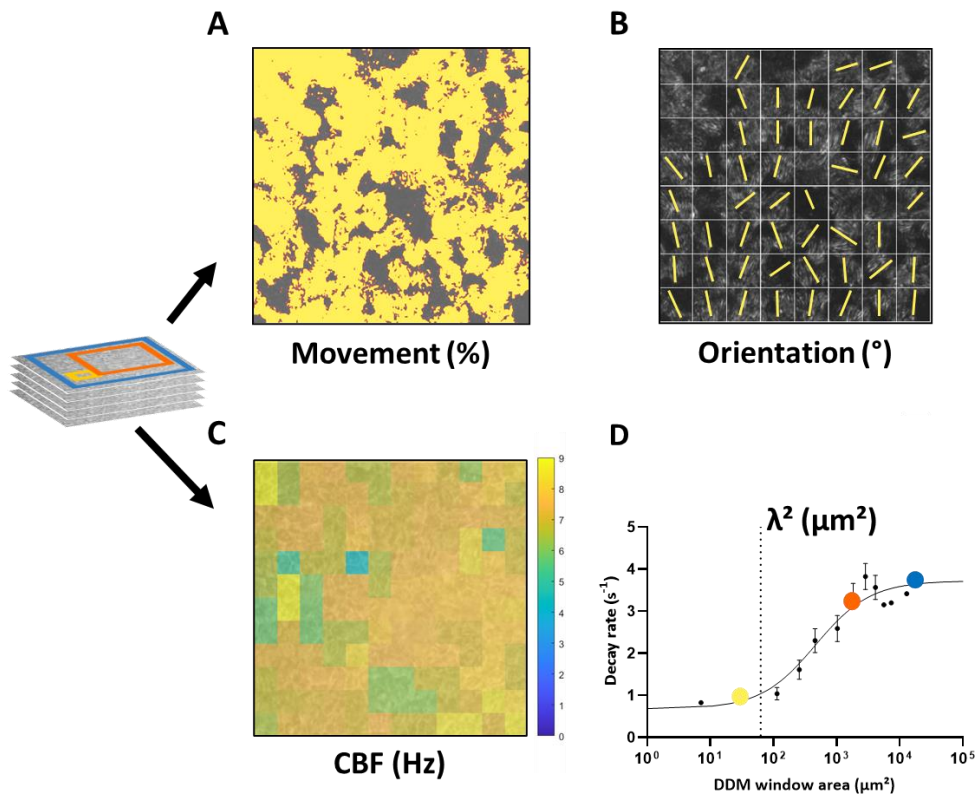 A
B
Movement (%)
Orientation (°)
C
D
9
8
7
6
5
4
3
2
1
0
CBF (Hz)
λ² (µm²)
5
4
3
2
1
0
Decay rate (s⁻¹)
10⁰ 10¹ 10² 10³ 10⁴ 10⁵
DDM window area (µm²)